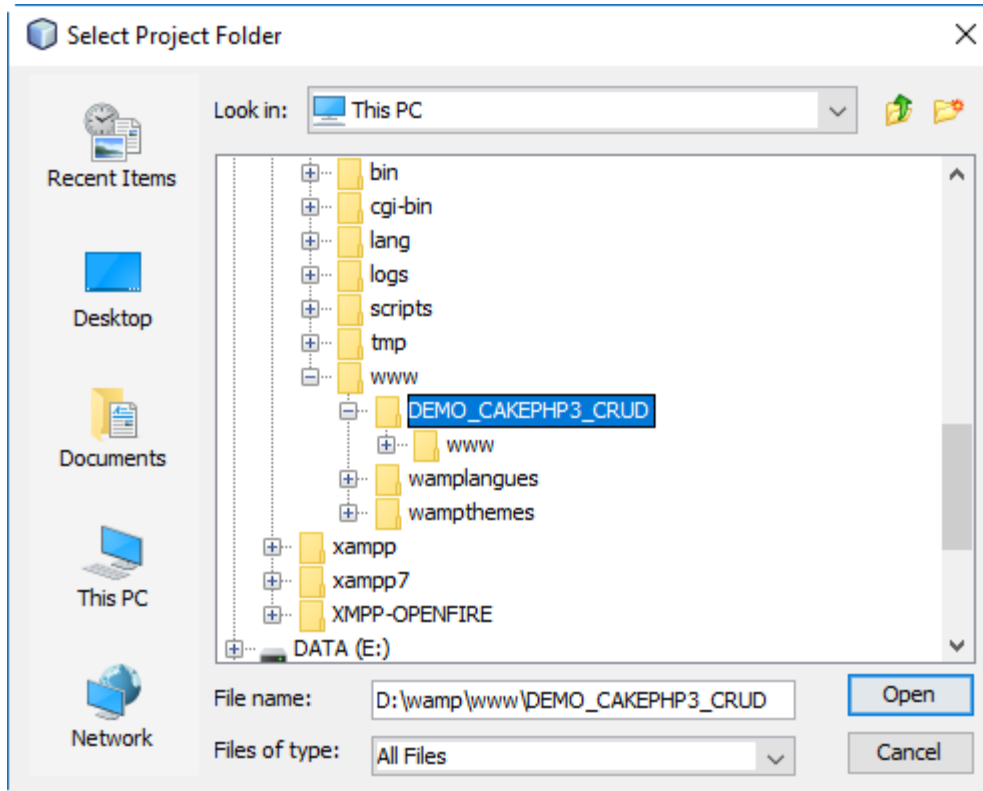 Select Project Folder
Look in: This PC
Recent Items
Desktop
Documents
This PC
Network
bin
cgi-bin
lang
logs
scripts
tmp
www
DEMO_CAKEPHP3_CRUD
www
wamplangues
wampthemes
xampp
xampp7
XMPP-OPENFIRE
DATA (E:)
File name: D:\wamp\www\DEMO_CAKEPHP3_CRUD Open
Files of type: All Files Cancel